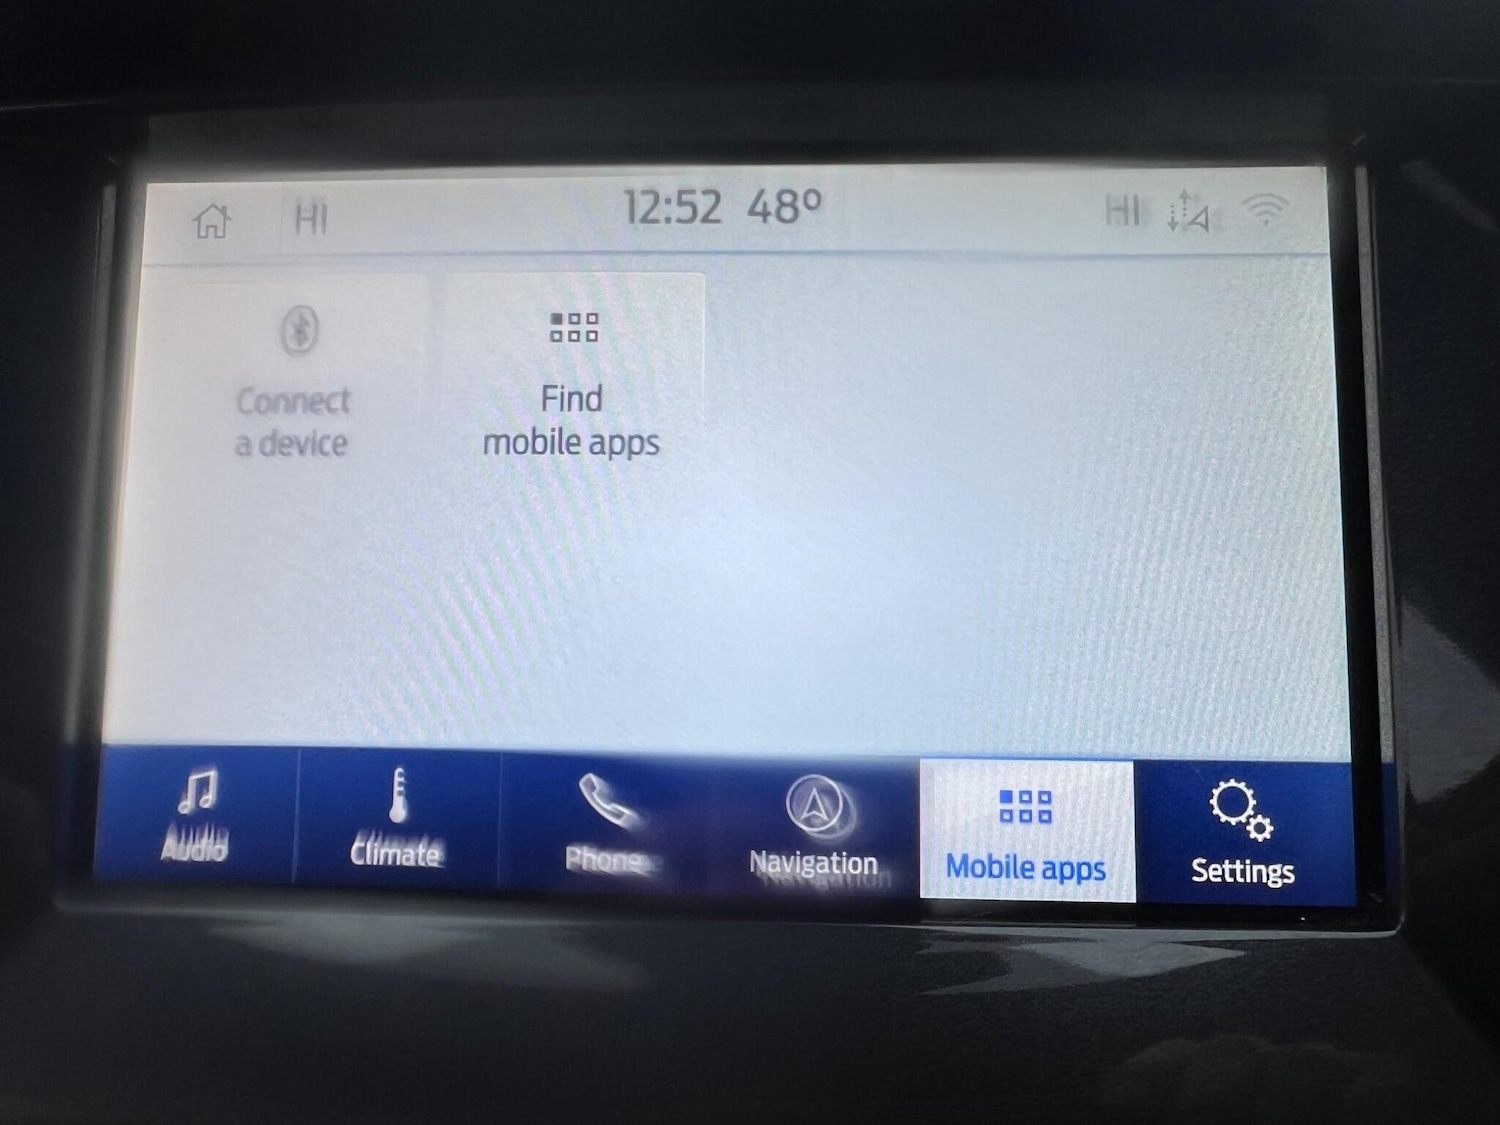 HI 12:52 48° HI
Connect
a device
Find
mobile apps
Audio Climate Phone Navigation Mobile apps Settings